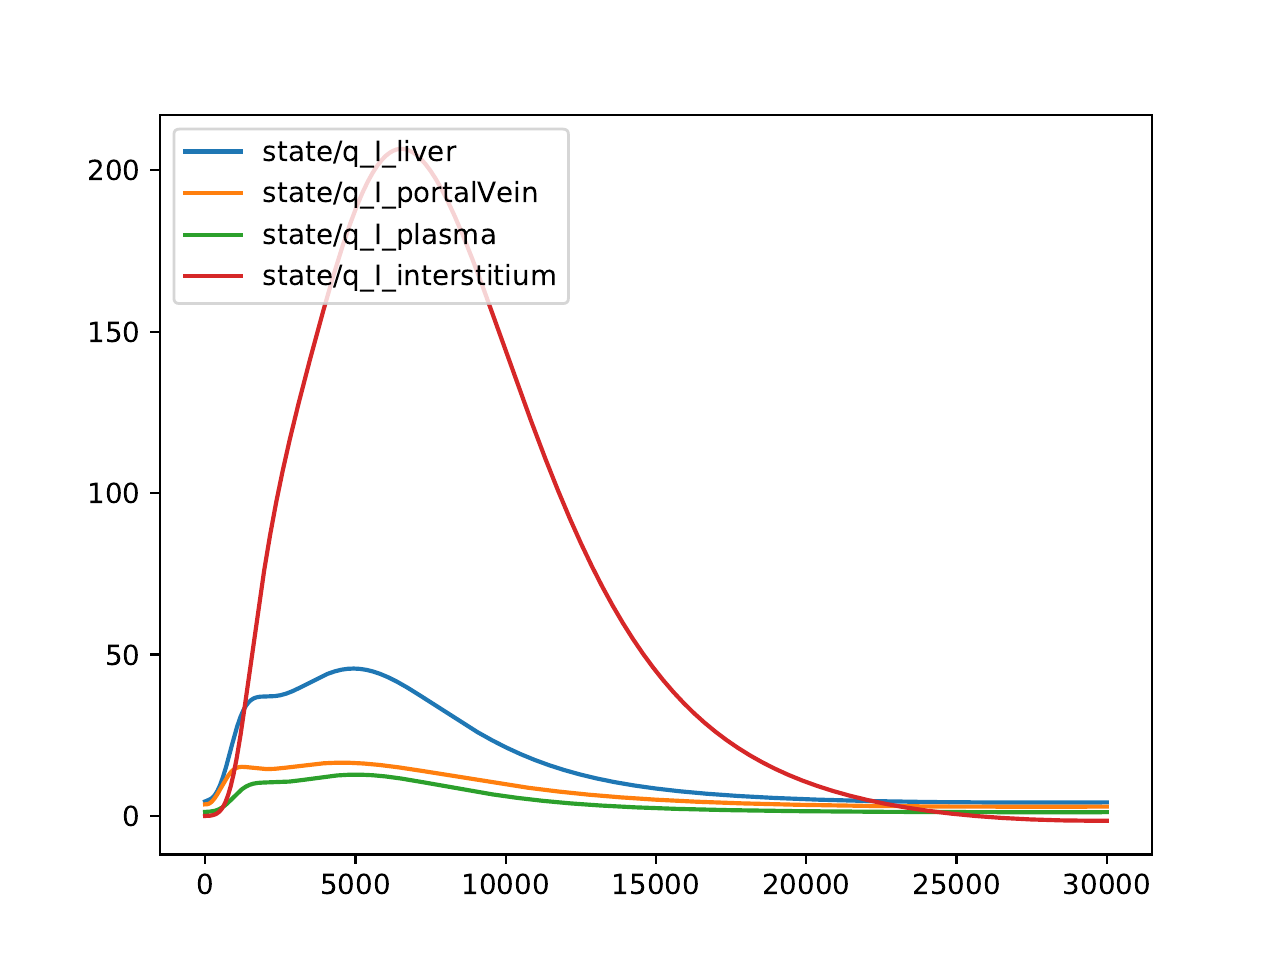 state/q_I_liver
state/q_I_portalVein
state/q_I_plasma
state/q_I_interstitium
200
150
100
50
0
0 5000 10000 15000 20000 25000 30000